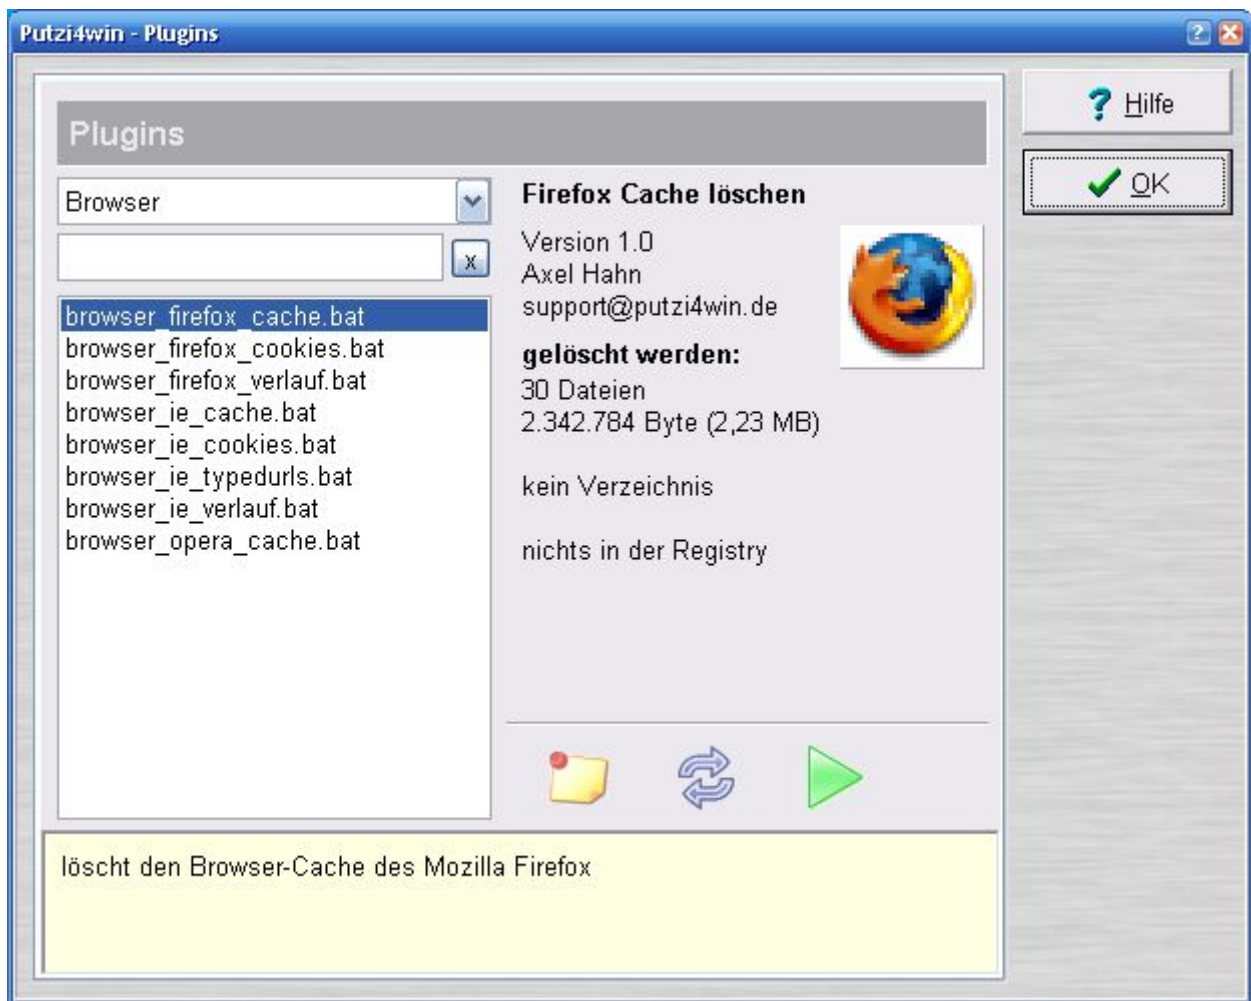 Putzi4win - Plugins
Hilfe
OK
Plugins
Browser
x
browser_firefox_cache.bat
browser_firefox_cookies.bat
browser_firefox_verlauf.bat
browser_ie_cache.bat
browser_ie_cookies.bat
browser_ie_typedurls.bat
browser_ie_verlauf.bat
browser_opera_cache.bat
Firefox Cache löschen
Version 1.0
Axel Hahn
support@putzi4win.de
gelöscht werden:
30 Dateien
2.342.784 Byte (2,23 MB)
kein Verzeichnis
nichts in der Registry
löscht den Browser-Cache des Mozilla Firefox